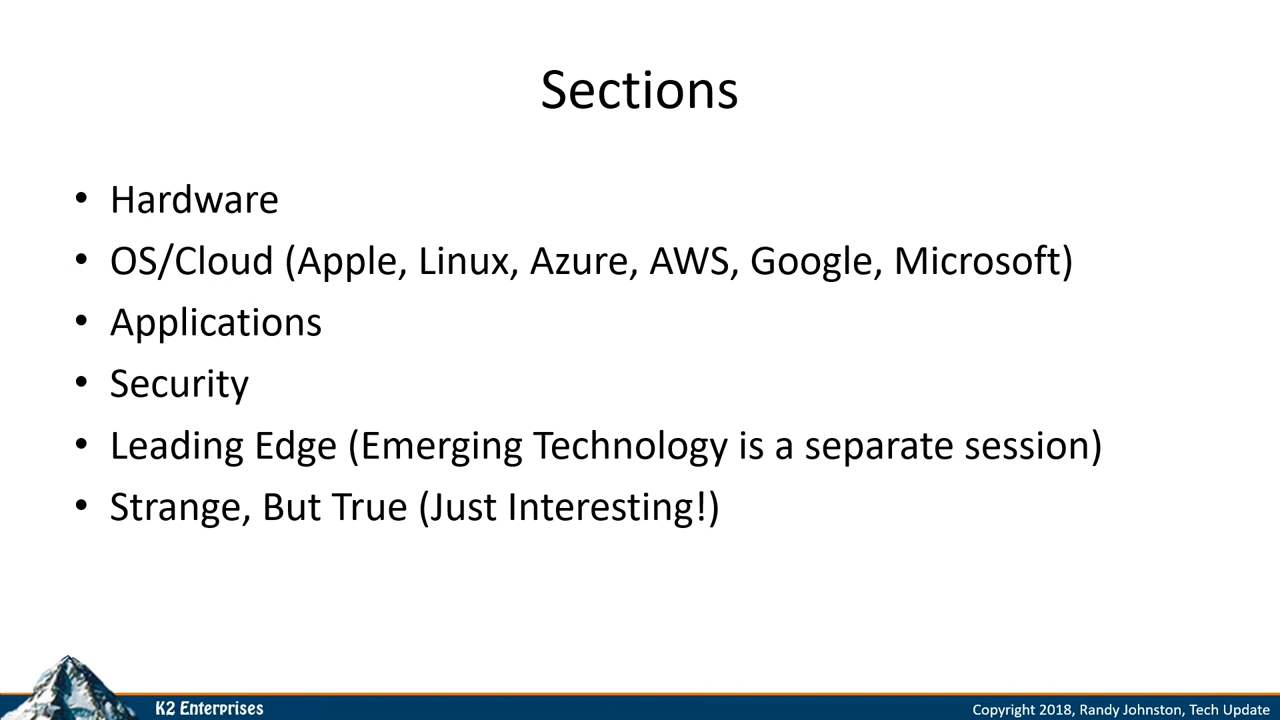 Sections
• Hardware
• OS/Cloud (Apple, Linux, Azure, AWS, Google, Microsoft)
• Applications
• Security
• Leading Edge (Emerging Technology is a separate session)
• Strange, But True (Just Interesting!)
K2 Enterprises
Copyright 2018, Randy Johnston, Tech Update